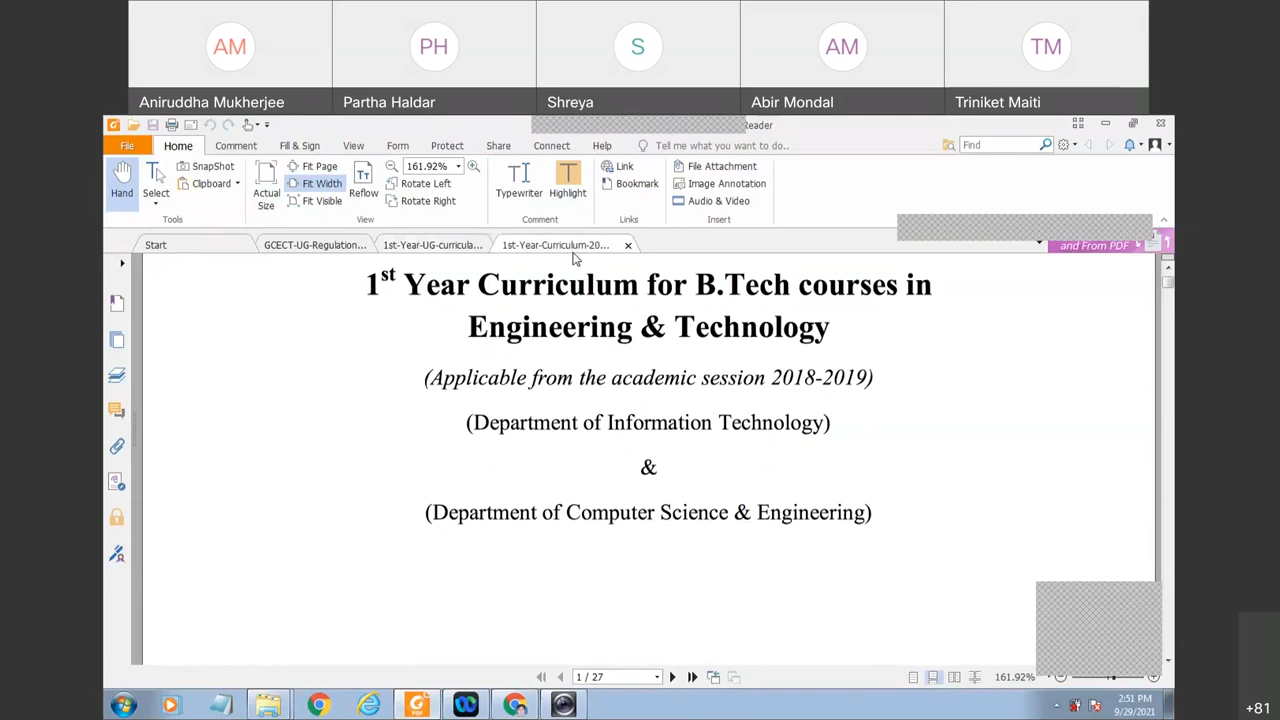 AM
PH
S
AM
TM
Aniruddha Mukherjee
Partha Haldar
Shreya
Abir Mondal
Triniket Maiti
Reader
File
Home
Comment
Fill & Sign
View
Form
Protect
Share
Connect
Help
Tell me what you want to do..
Find
Hand
Select
SnapShot
Clipboard
Tools
Actual Size
Fit Page
Fit Width
Fit Visible
Reflow
161.92%
Rotate Left
Rotate Right
View
Typewriter
Highlight
Comment
Link
Bookmark
Links
File Attachment
Image Annotation
Audio & Video
Insert
Start
GCECT-UG-Regulation...
1st-Year-UG-curricula...
1st-Year-Curriculum-20...
and From PDF
1st Year Curriculum for B.Tech courses in
Engineering & Technology
(Applicable from the academic session 2018-2019)
(Department of Information Technology)
&
(Department of Computer Science & Engineering)
1 / 27
161.92%
2:51 PM
9/29/2021
+81